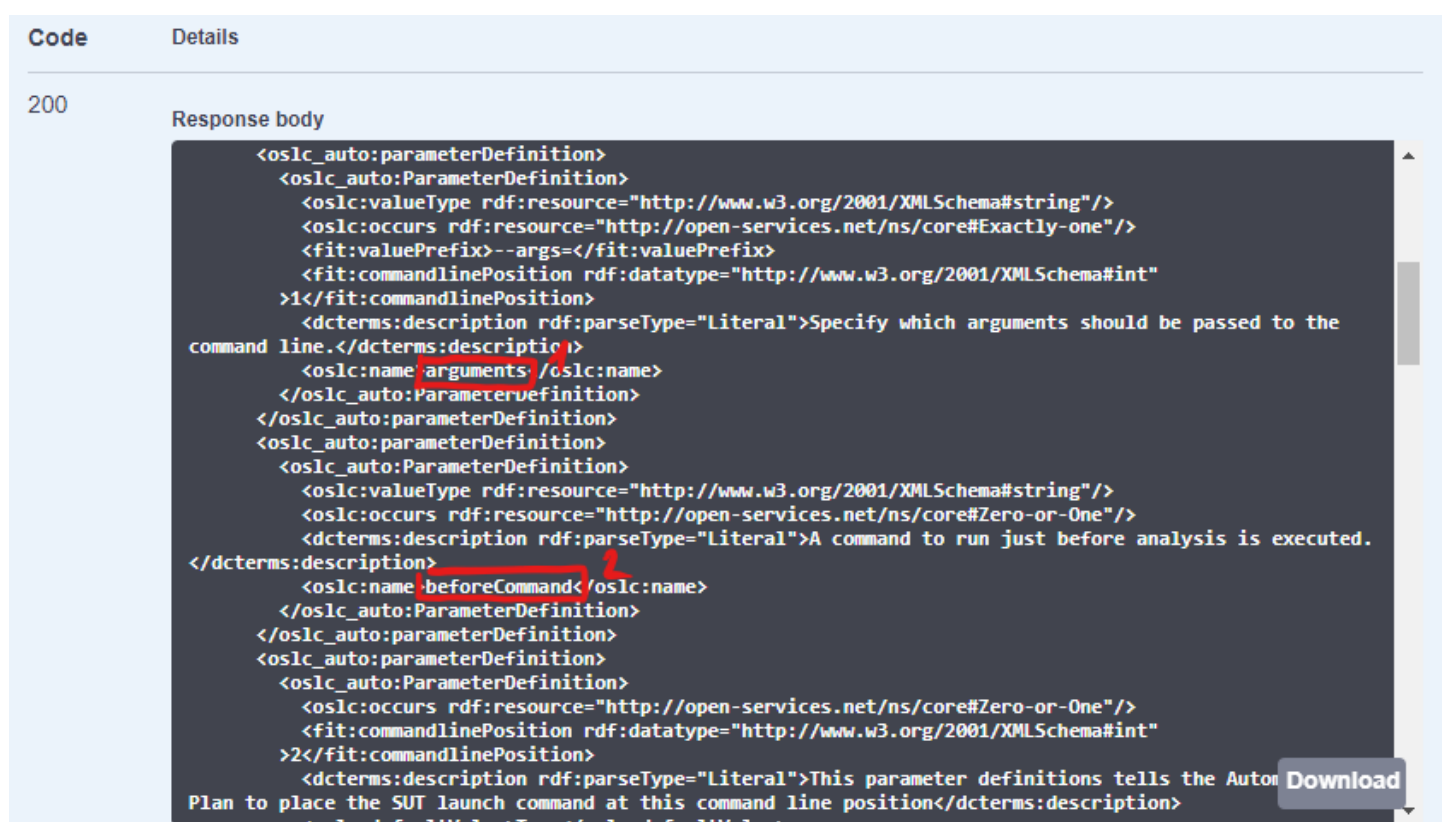 Code Details
200
Response body
<oslc_auto:parameterDefinition>
<oslc_auto:ParameterDefinition>
<oslc:valueType rdf:resource="http://www.w3.org/2001/XMLSchema#string"/>
<oslc:occurs rdf:resource="http://open-services.net/ns/core#Exactly-one"/>
<fit:valuePrefix>--args=</fit:valuePrefix>
<fit:commandlinePosition rdf:datatype="http://www.w3.org/2001/XMLSchema#int"
>1</fit:commandlinePosition>
<dcterms:description rdf:parseType="Literal">Specify which arguments should be passed to the
command line.</dcterms:description>
1
<oslc:name>arguments</oslc:name>
</oslc_auto:ParameterDefinition>
</oslc_auto:parameterDefinition>
<oslc_auto:parameterDefinition>
<oslc_auto:ParameterDefinition>
<oslc:valueType rdf:resource="http://www.w3.org/2001/XMLSchema#string"/>
<oslc:occurs rdf:resource="http://open-services.net/ns/core#Zero-or-One"/>
<dcterms:description rdf:parseType="Literal">A command to run just before analysis is executed.
</dcterms:description>
2
<oslc:name>beforeCommand</oslc:name>
</oslc_auto:ParameterDefinition>
</oslc_auto:parameterDefinition>
<oslc_auto:parameterDefinition>
<oslc_auto:ParameterDefinition>
<oslc:occurs rdf:resource="http://open-services.net/ns/core#Zero-or-One"/>
<fit:commandlinePosition rdf:datatype="http://www.w3.org/2001/XMLSchema#int"
>2</fit:commandlinePosition>
<dcterms:description rdf:parseType="Literal">This parameter definitions tells the Autom
Download
Plan to place the SUT launch command at this command line position</dcterms:description>